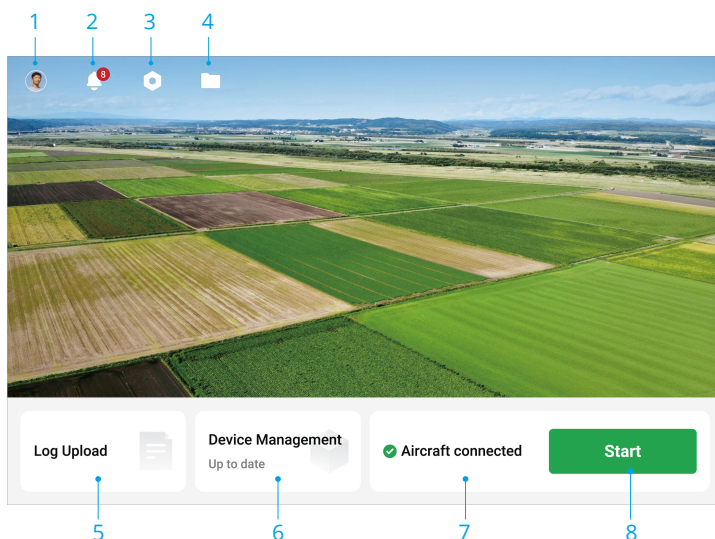 1 2 3 4
8
Log Upload
Device Management
Up to date
Aircraft connected
Start
5 6 7 8